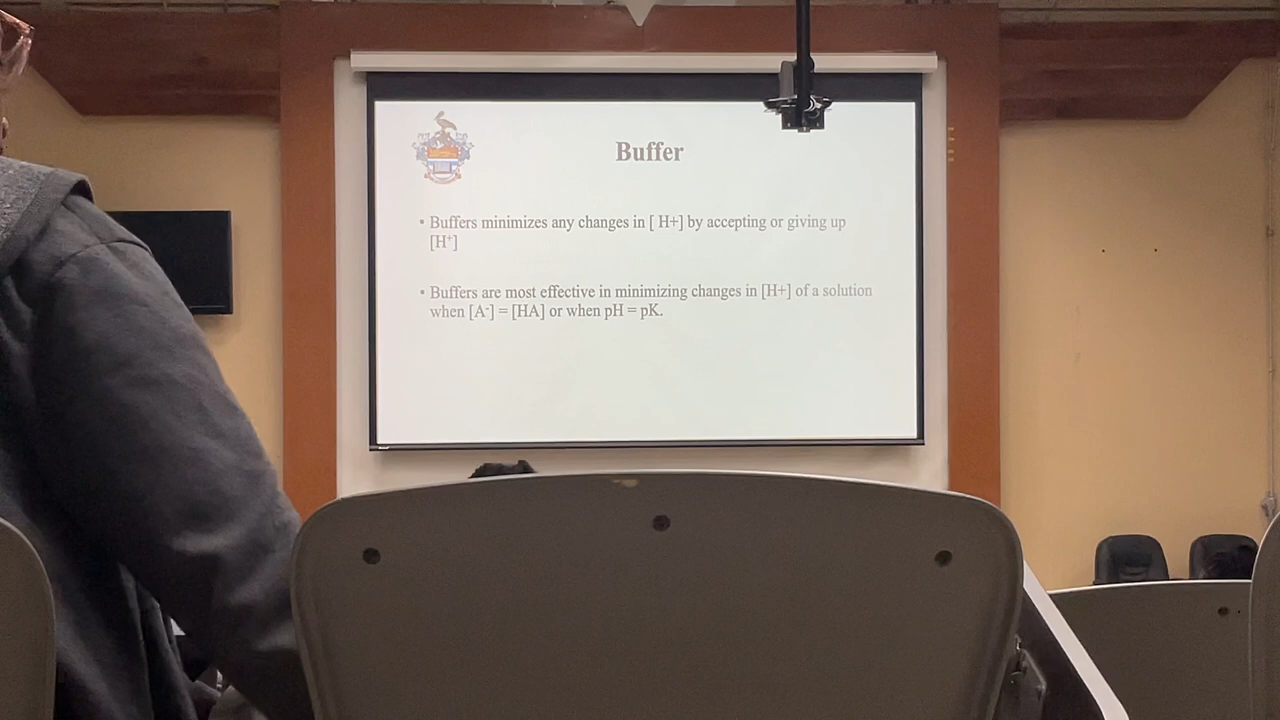 Buffer
• Buffers minimizes any changes in [ H+] by accepting or giving up
[H⁺]
• Buffers are most effective in minimizing changes in [H+] of a solution
when [A⁻] = [HA] or when pH = pK.